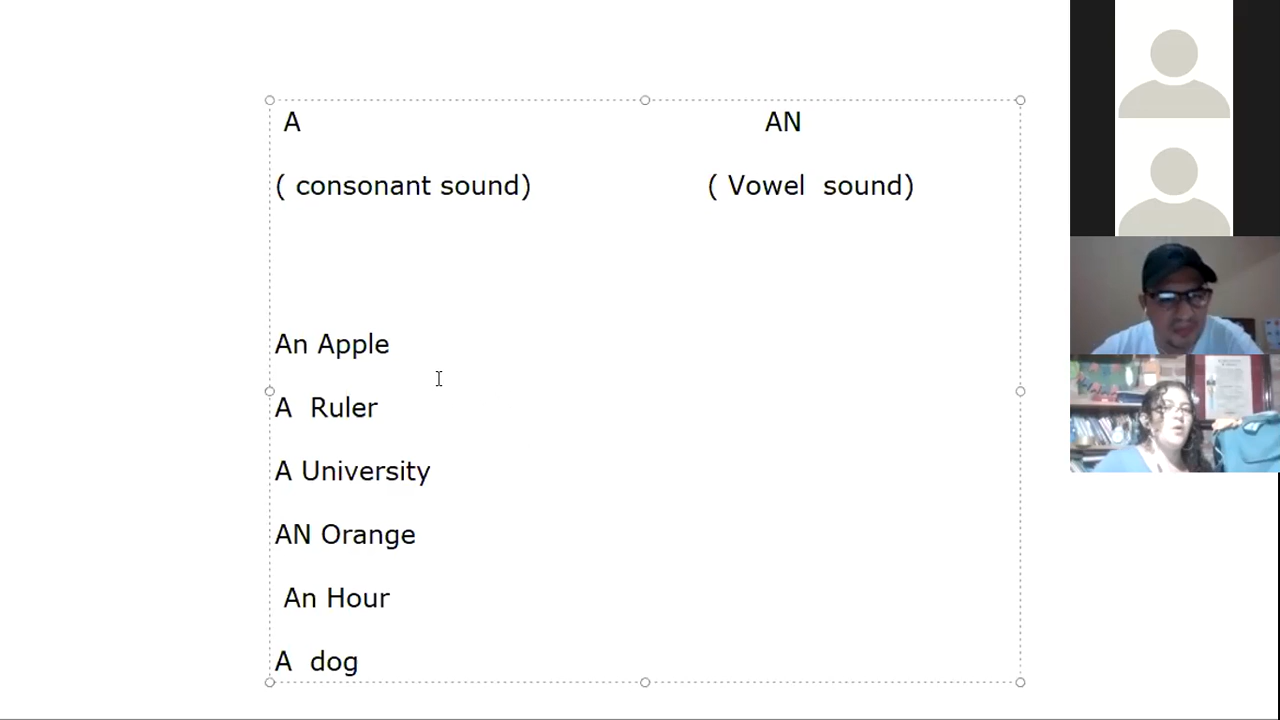 A AN
( consonant sound) ( Vowel sound)
An Apple
A Ruler
A University
AN Orange
An Hour
A dog